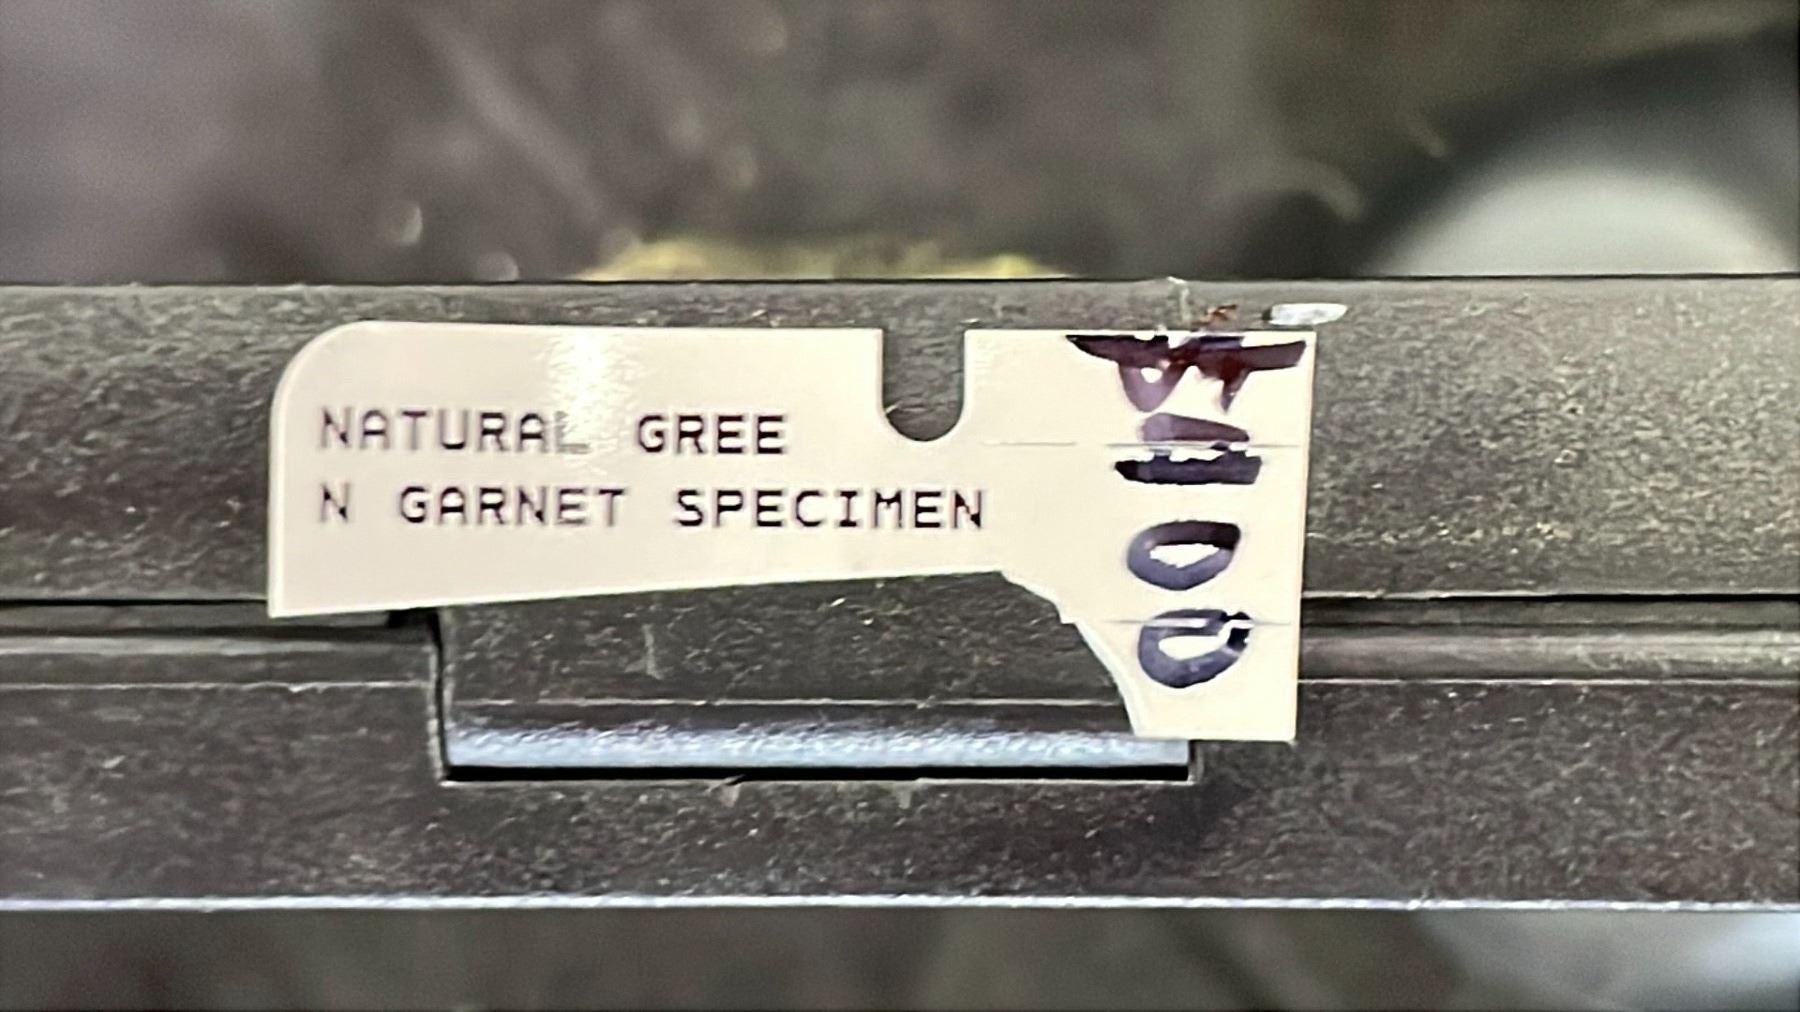 NATURAL GREE
N GARNET SPECIMEN
$100